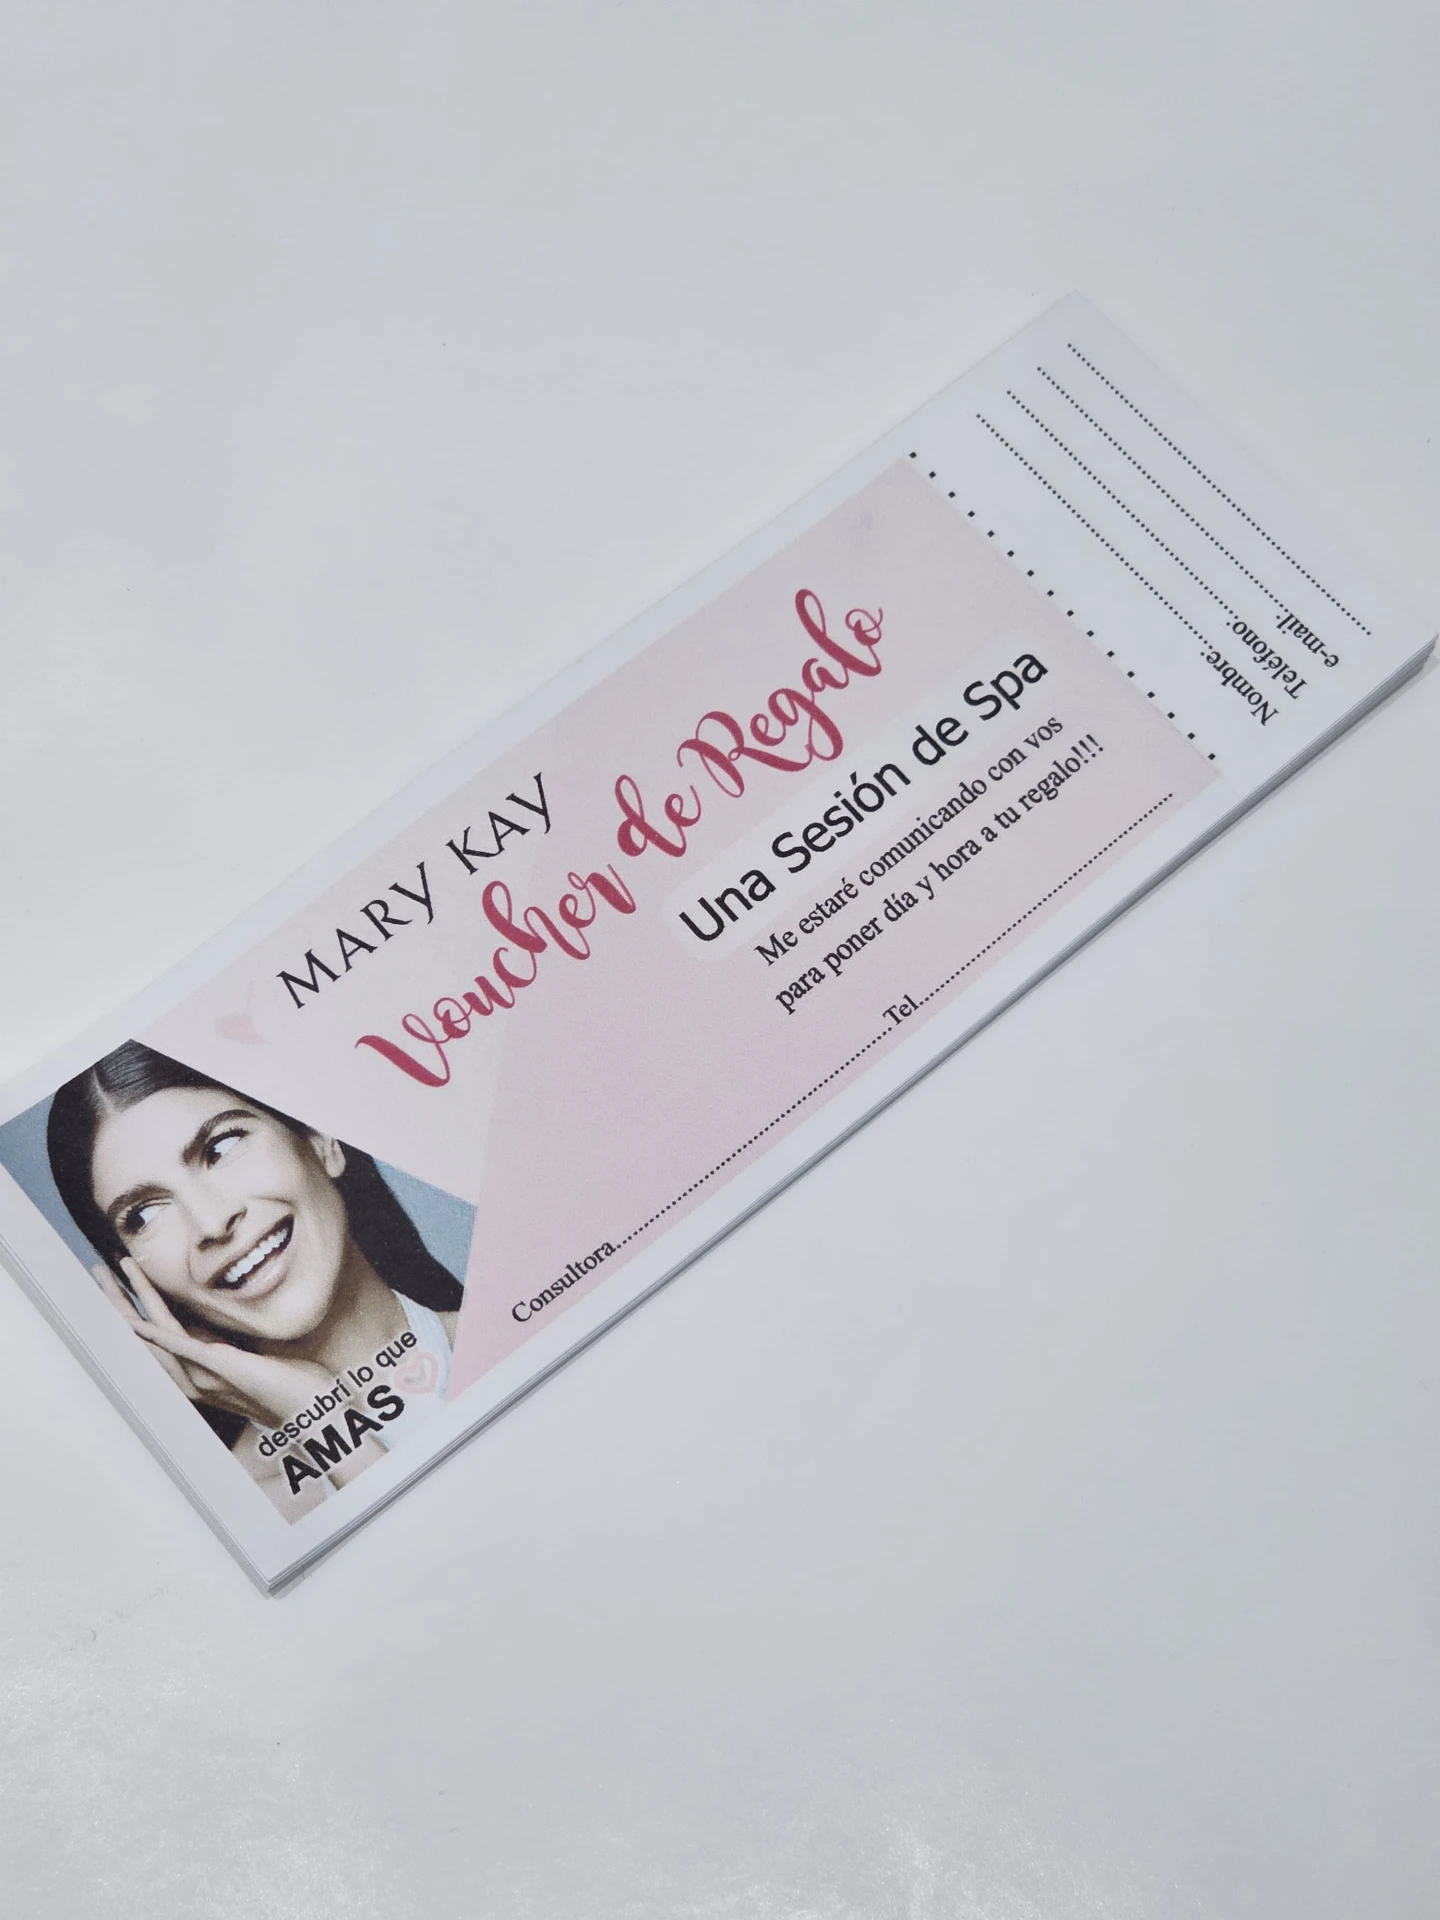 MARY KAY
Voucher de Regalo
Una Sesión de Spa
Me estaré comunicando con vos
para poner día y hora a tu regalo!!!
Consultora..........Tel..........
descubrí lo que
AMAS
Nombre:..........
Teléfono:..........
e-mail:..........